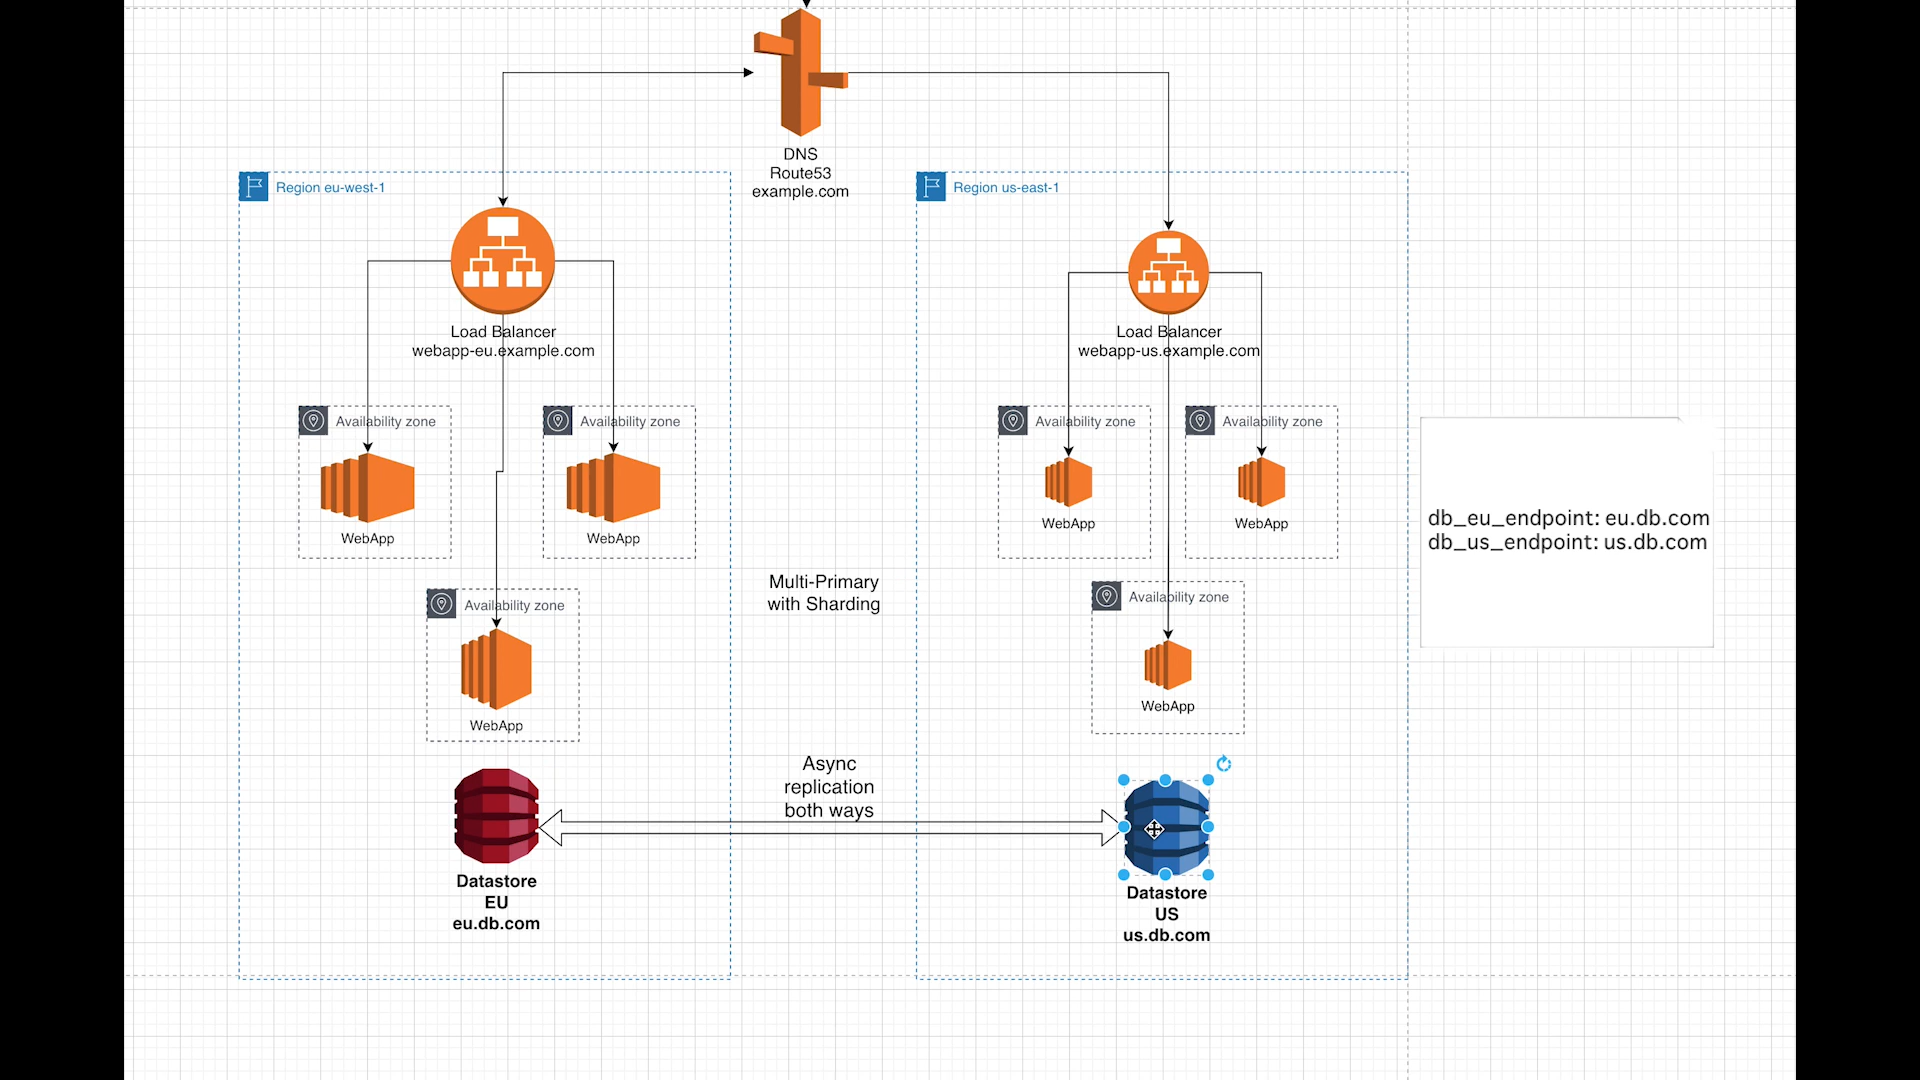 DNS
Route53
example.com
Region eu-west-1
Region us-east-1
Load Balancer
webapp-eu.example.com
Load Balancer
webapp-us.example.com
Availability zone
Availability zone
Availability zone
Availability zone
WebApp
WebApp
WebApp
WebApp
db_eu_endpoint: eu.db.com
db_us_endpoint: us.db.com
Multi-Primary
with Sharding
Availability zone
Availability zone
WebApp
WebApp
Async
replication
both ways
Datastore
EU
eu.db.com
Datastore
US
us.db.com